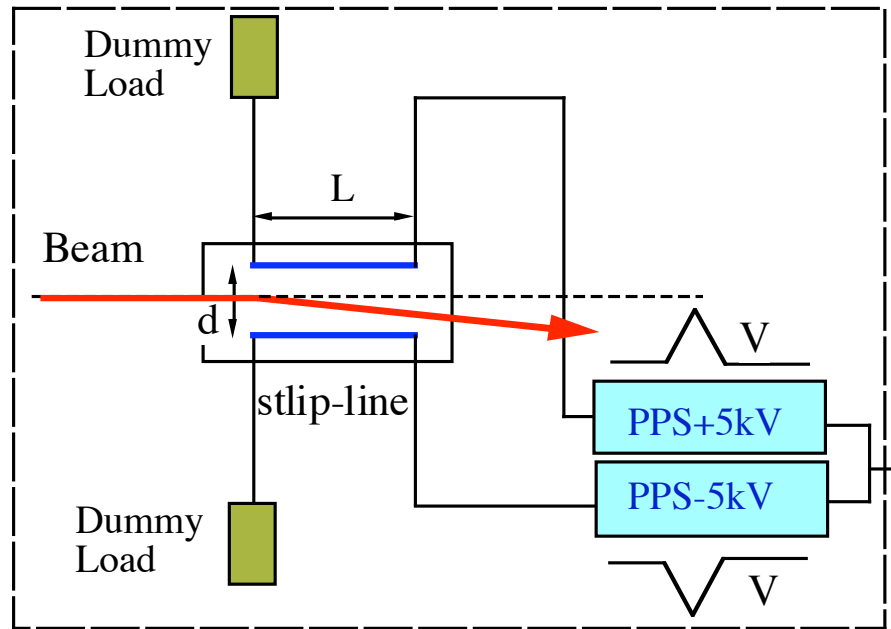 Dummy
Load
L
Beam
d
V
stlip-line
PPS+5kV
PPS-5kV
Dummy
Load
V